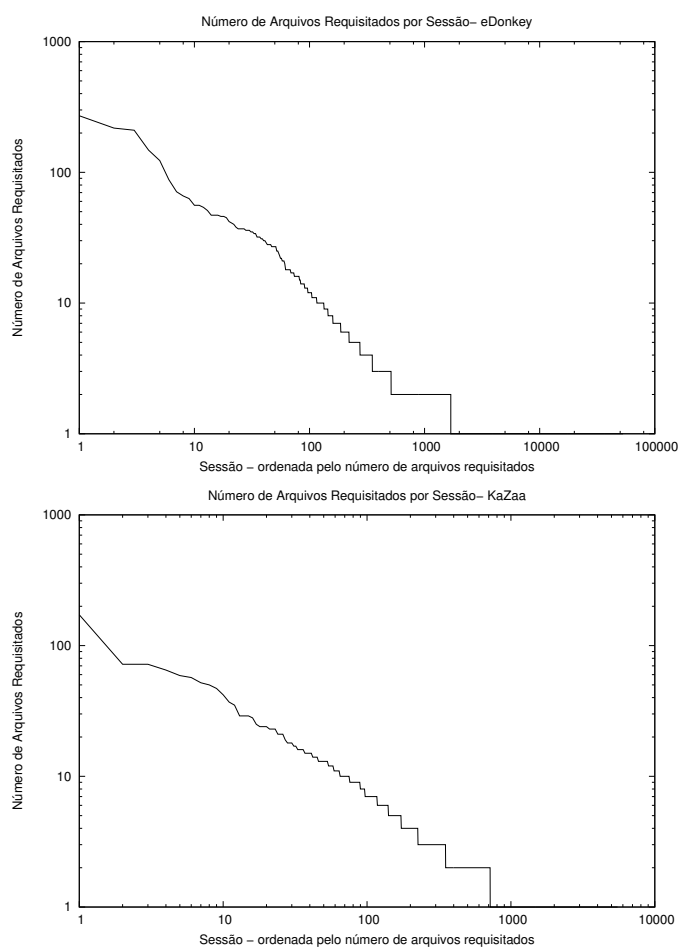 Número de Arquivos Requisitados por Sessão− eDonkey
1000
100
10
1
Número de Arquivos Requisitados
1 10 100 1000 10000 100000
Sessão − ordenada pelo número de arquivos requisitados
Número de Arquivos Requisitados por Sessão− KaZaa
1000
100
10
1
Número de Arquivos Requisitados
1 10 100 1000 10000
Sessão − ordenada pelo número de arquivos requisitados